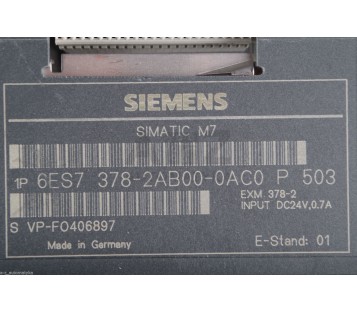 SIEMENS
SIMATIC M7
1P 6ES7 378-2AB00-0AC0 P 503
EXM 378-2
INPUT DC24V,0.7A
S VP-FO406897
Made in Germany
E-Stand: 01